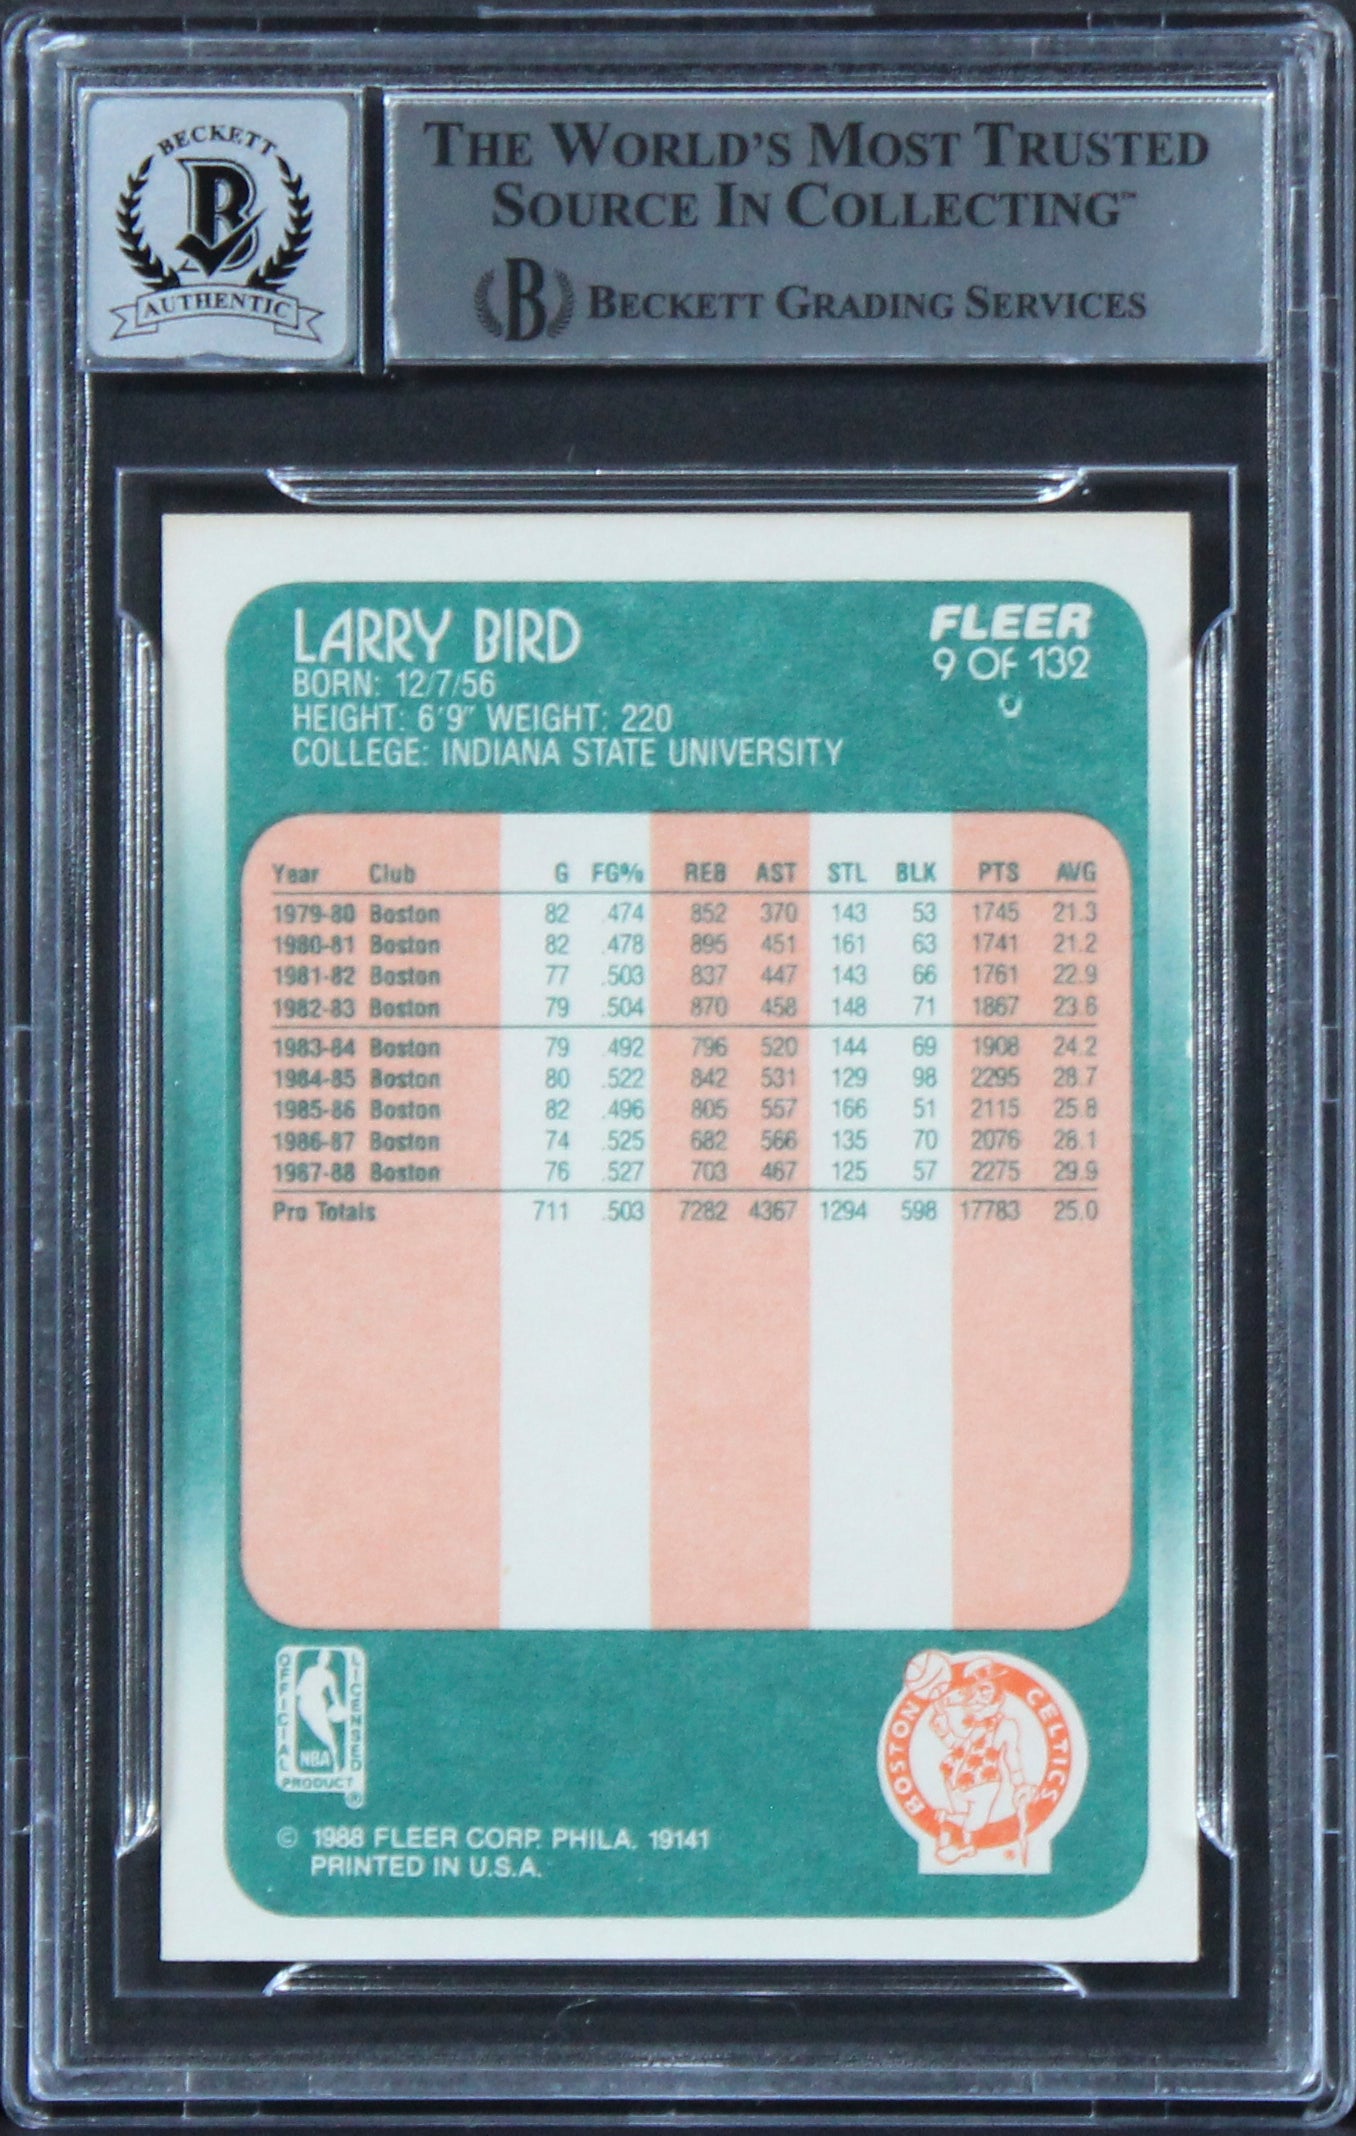 BECKETT
B
AUTHENTIC
THE WORLD'S MOST TRUSTED
SOURCE IN COLLECTING™
B BECKETT GRADING SERVICES
LARRY BIRD
BORN: 12/7/56
HEIGHT: 6'9" WEIGHT: 220
COLLEGE: INDIANA STATE UNIVERSITY
FLEER
9 OF 132
Year Club G FG% REB AST STL BLK PTS AVG
1979-80 Boston 82 .474 852 370 143 53 1745 21.3
1980-81 Boston 82 .478 895 451 161 63 1741 21.2
1981-82 Boston 77 .503 837 447 143 66 1761 22.9
1982-83 Boston 79 .504 870 458 148 71 1867 23.6
1983-84 Boston 79 .492 796 520 144 69 1908 24.2
1984-85 Boston 80 .522 842 531 129 98 2295 28.7
1985-86 Boston 82 .496 805 557 166 51 2115 25.8
1986-87 Boston 74 .525 682 566 135 70 2076 28.1
1987-88 Boston 76 .527 703 467 125 57 2275 29.9
Pro Totals 711 .503 7282 4367 1294 598 17783 25.0
OFFICIAL
LICENSED
NBA
PRODUCT ®
BOSTON CELTICS
®
© 1988 FLEER CORP. PHILA. 19141
PRINTED IN U.S.A.